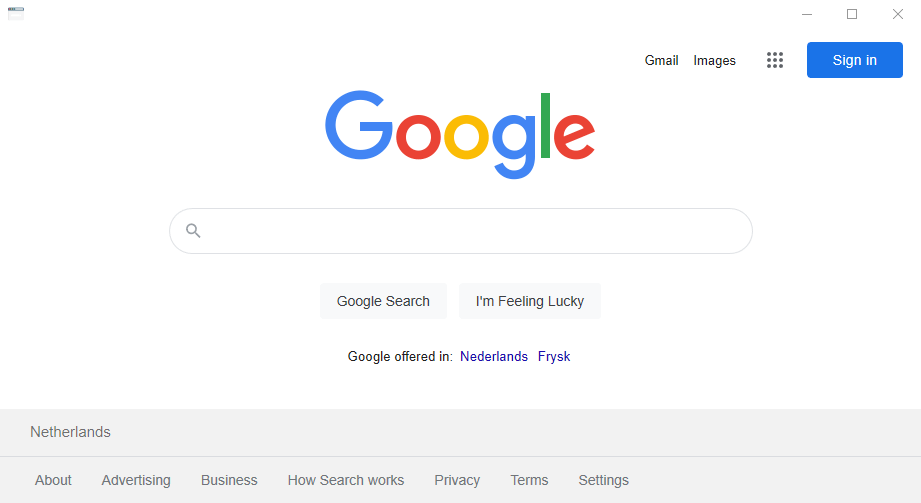 Gmail Images Sign in
Google
Google Search I'm Feeling Lucky
Google offered in: Nederlands Frysk
Netherlands
About Advertising Business How Search works Privacy Terms Settings